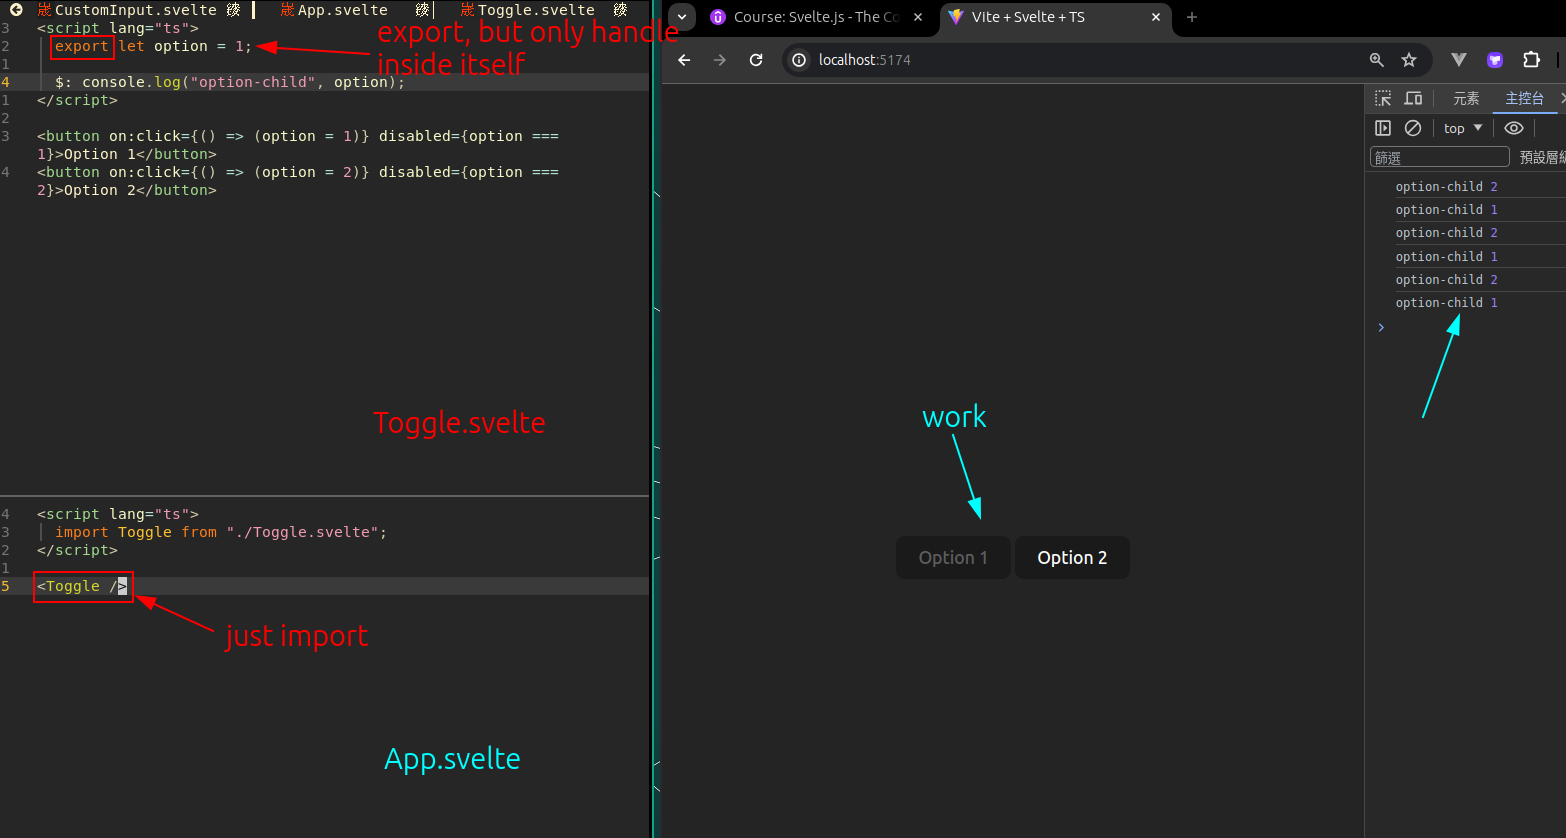 CustomInput.svelte
App.svelte
Toggle.svelte
Course: Svelte.js - The Co
Vite + Svelte + TS
localhost:5174
3 <script lang="ts">
2 export let option = 1;
1
4 $: console.log("option-child", option);
1 </script>
2
3 <button on:click={() => (option = 1)} disabled={option ===
1}>Option 1</button>
4 <button on:click={() => (option = 2)} disabled={option ===
2}>Option 2</button>
export, but only handle
inside itself
Toggle.svelte
4 <script lang="ts">
3 import Toggle from "./Toggle.svelte";
2 </script>
1
5 <Toggle />
just import
App.svelte
work
Option 1
Option 2
元素
主控台
top
篩選
預設層級
option-child 2
option-child 1
option-child 2
option-child 1
option-child 2
option-child 1